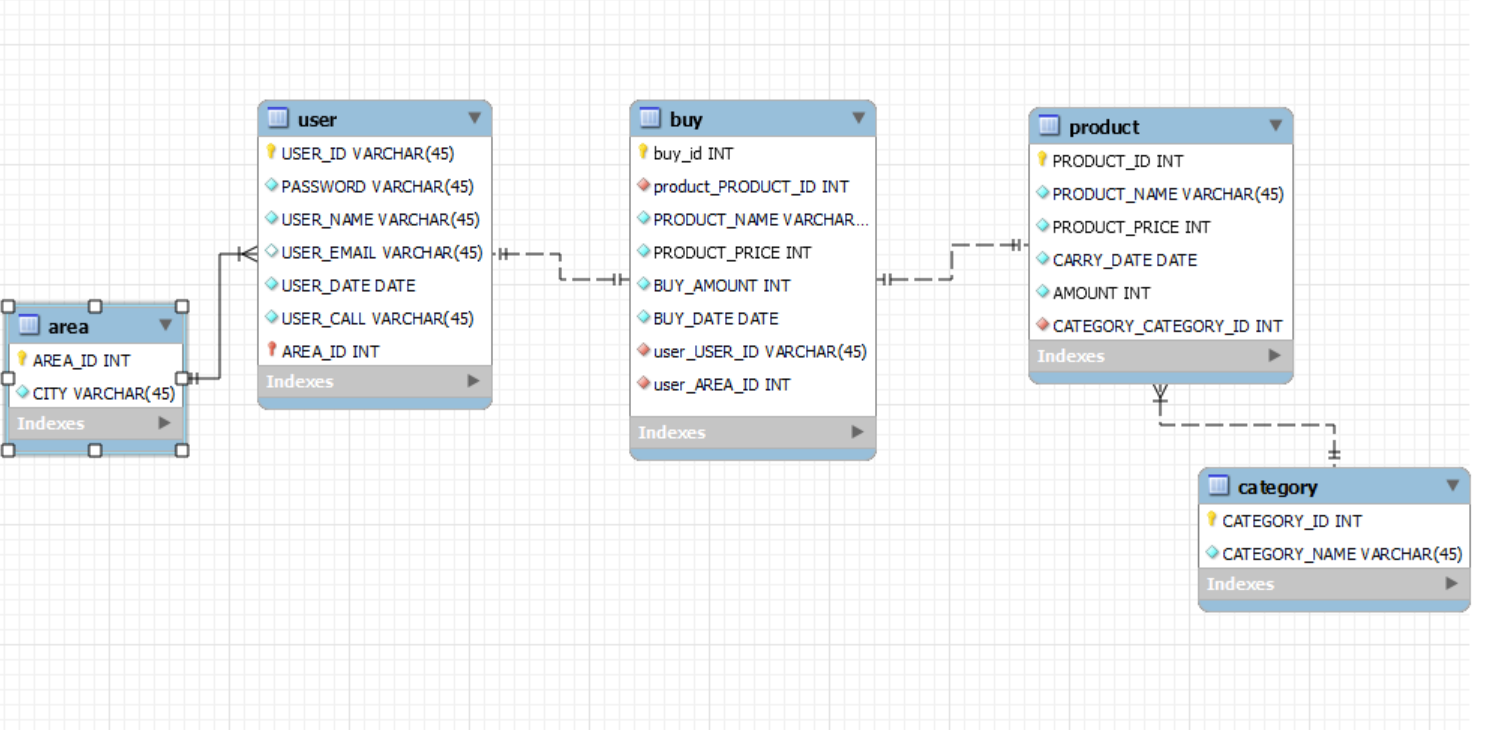 user
USER_ID VARCHAR(45)
PASSWORD VARCHAR(45)
USER_NAME VARCHAR(45)
USER_EMAIL VARCHAR(45)
USER_DATE DATE
USER_CALL VARCHAR(45)
AREA_ID INT
Indexes
buy
buy_id INT
product_PRODUCT_ID INT
PRODUCT_NAME VARCHAR...
PRODUCT_PRICE INT
BUY_AMOUNT INT
BUY_DATE DATE
user_USER_ID VARCHAR(45)
user_AREA_ID INT
Indexes
product
PRODUCT_ID INT
PRODUCT_NAME VARCHAR(45)
PRODUCT_PRICE INT
CARRY_DATE DATE
AMOUNT INT
CATEGORY_CATEGORY_ID INT
Indexes
area
AREA_ID INT
CITY VARCHAR(45)
Indexes
category
CATEGORY_ID INT
CATEGORY_NAME VARCHAR(45)
Indexes